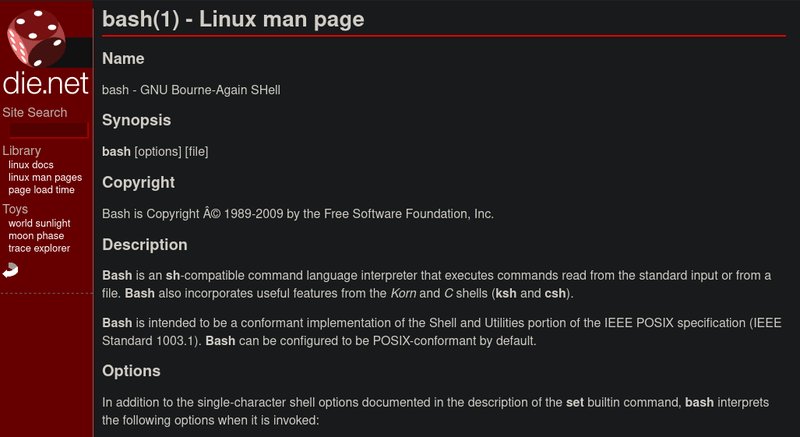 die.net
Site Search
Library
linux docs
linux man pages
page load time
Toys
world sunlight
moon phase
trace explorer
bash(1) - Linux man page
Name
bash - GNU Bourne-Again SHell
Synopsis
bash [options] [file]
Copyright
Bash is Copyright Â© 1989-2009 by the Free Software Foundation, Inc.
Description
Bash is an sh-compatible command language interpreter that executes commands read from the standard input or from a
file. Bash also incorporates useful features from the Korn and C shells (ksh and csh).
Bash is intended to be a conformant implementation of the Shell and Utilities portion of the IEEE POSIX specification (IEEE
Standard 1003.1). Bash can be configured to be POSIX-conformant by default.
Options
In addition to the single-character shell options documented in the description of the set builtin command, bash interprets
the following options when it is invoked: